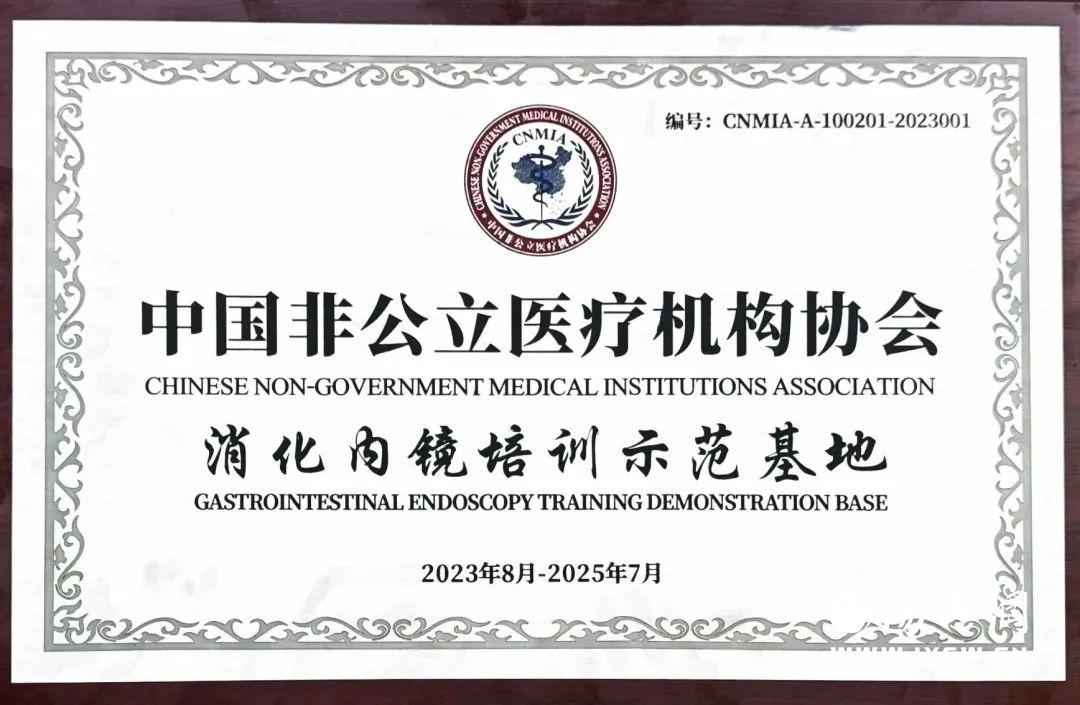 编号：CNMIA-A-100201-2023001
CHINESE NON-GOVERNMENT MEDICAL INSTITUTIONS ASSOCIATION
CNMIA
中国非公立医疗机构协会
中国非公立医疗机构协会
CHINESE NON-GOVERNMENT MEDICAL INSTITUTIONS ASSOCIATION
消化内镜培训示范基地
GASTROINTESTINAL ENDOSCOPY TRAINING DEMONSTRATION BASE
2023年8月-2025年7月